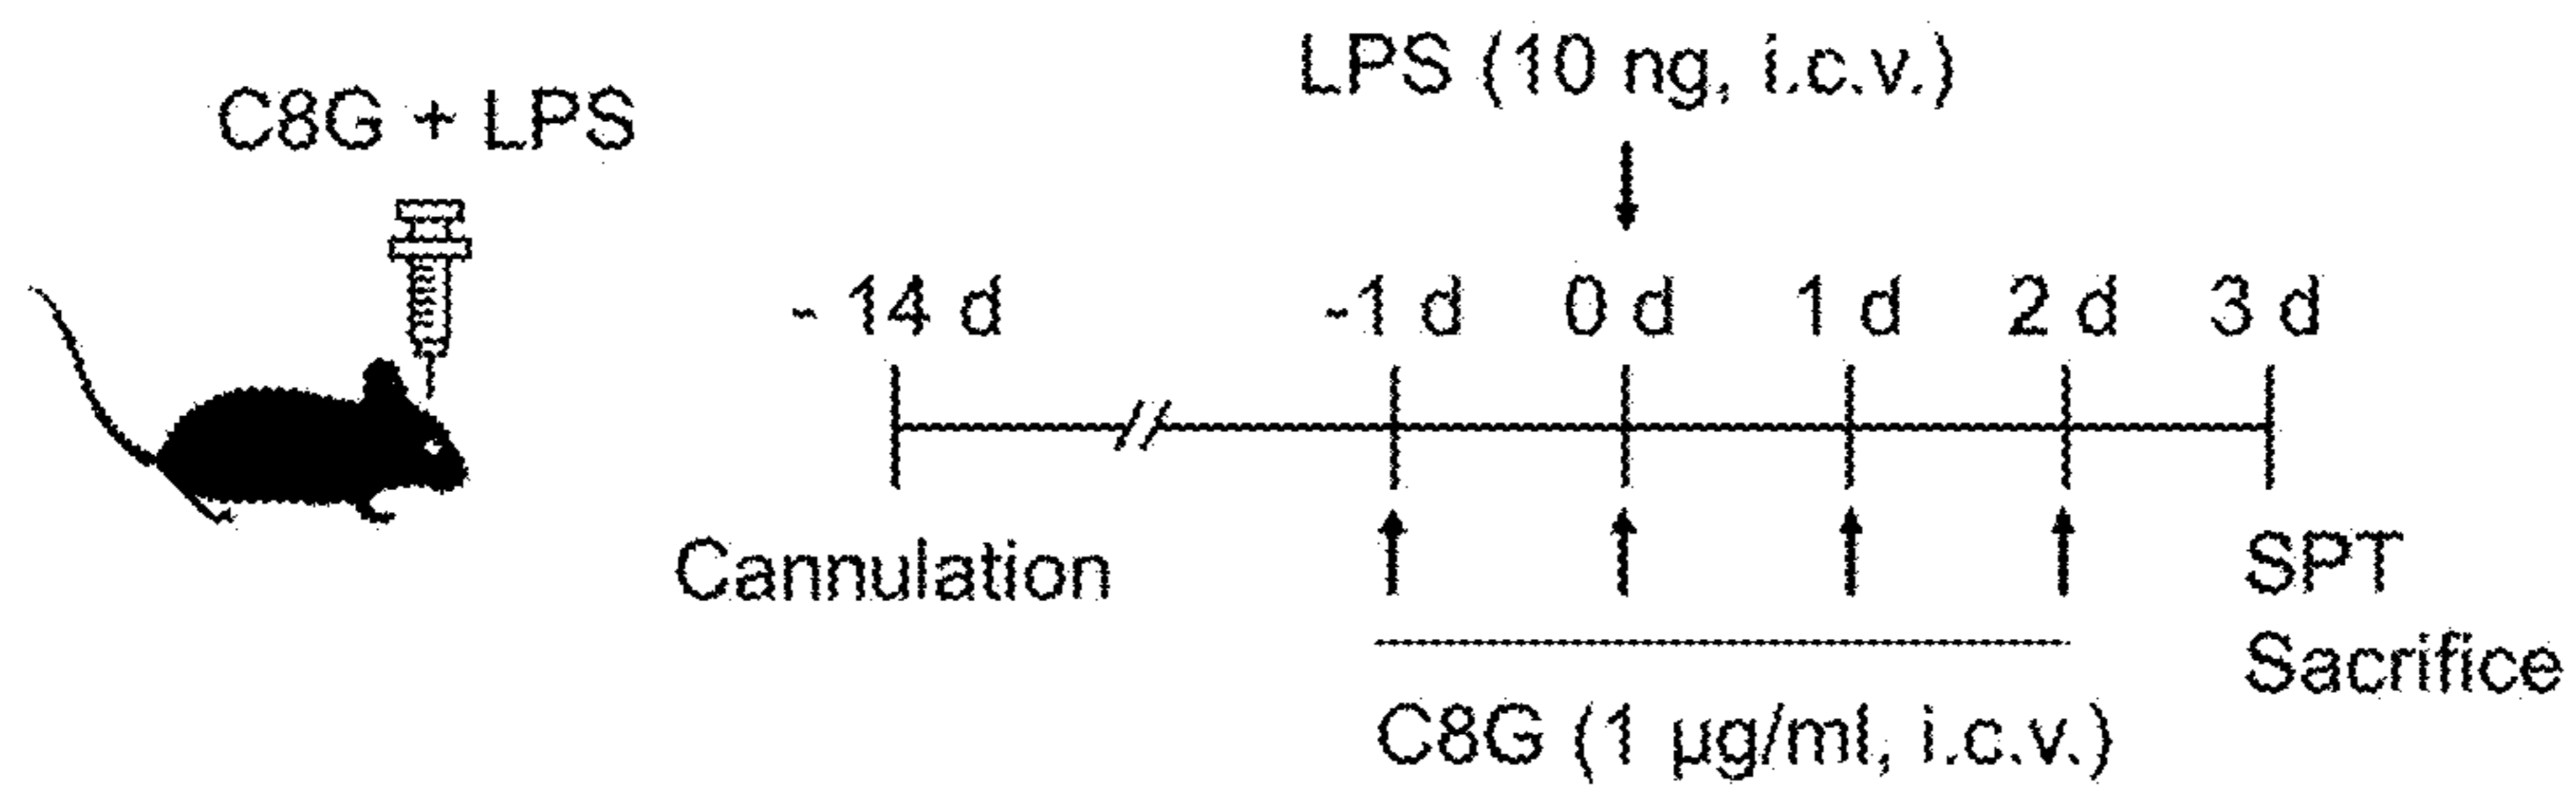 C8G + LPS
LPS (10 ng, i.c.v.)
- 14 d -1 d 0 d 1 d 2 d 3 d
Cannulation
SPT
Sacrifice
C8G (1 µg/ml, i.c.v.)